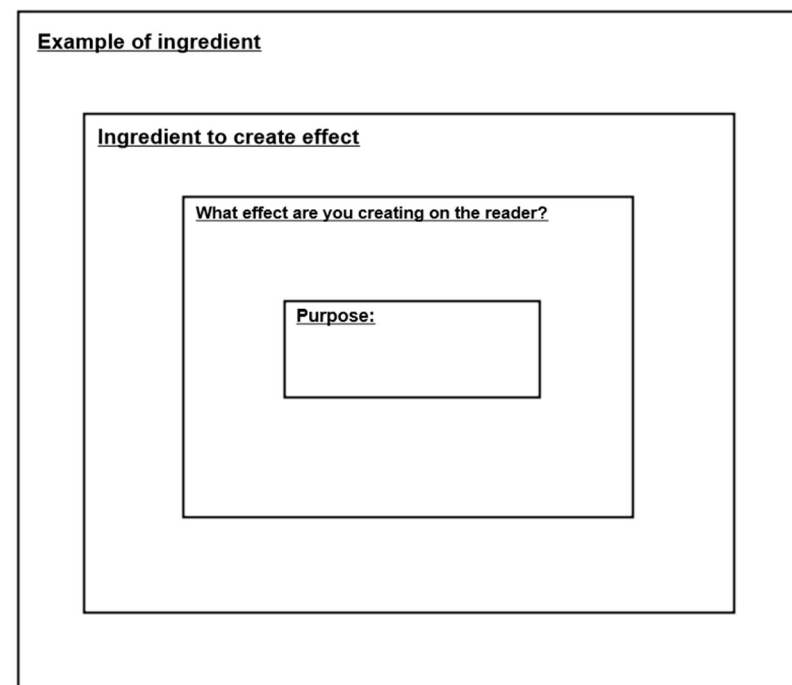 Example of ingredient
Ingredient to create effect
What effect are you creating on the reader?
Purpose: